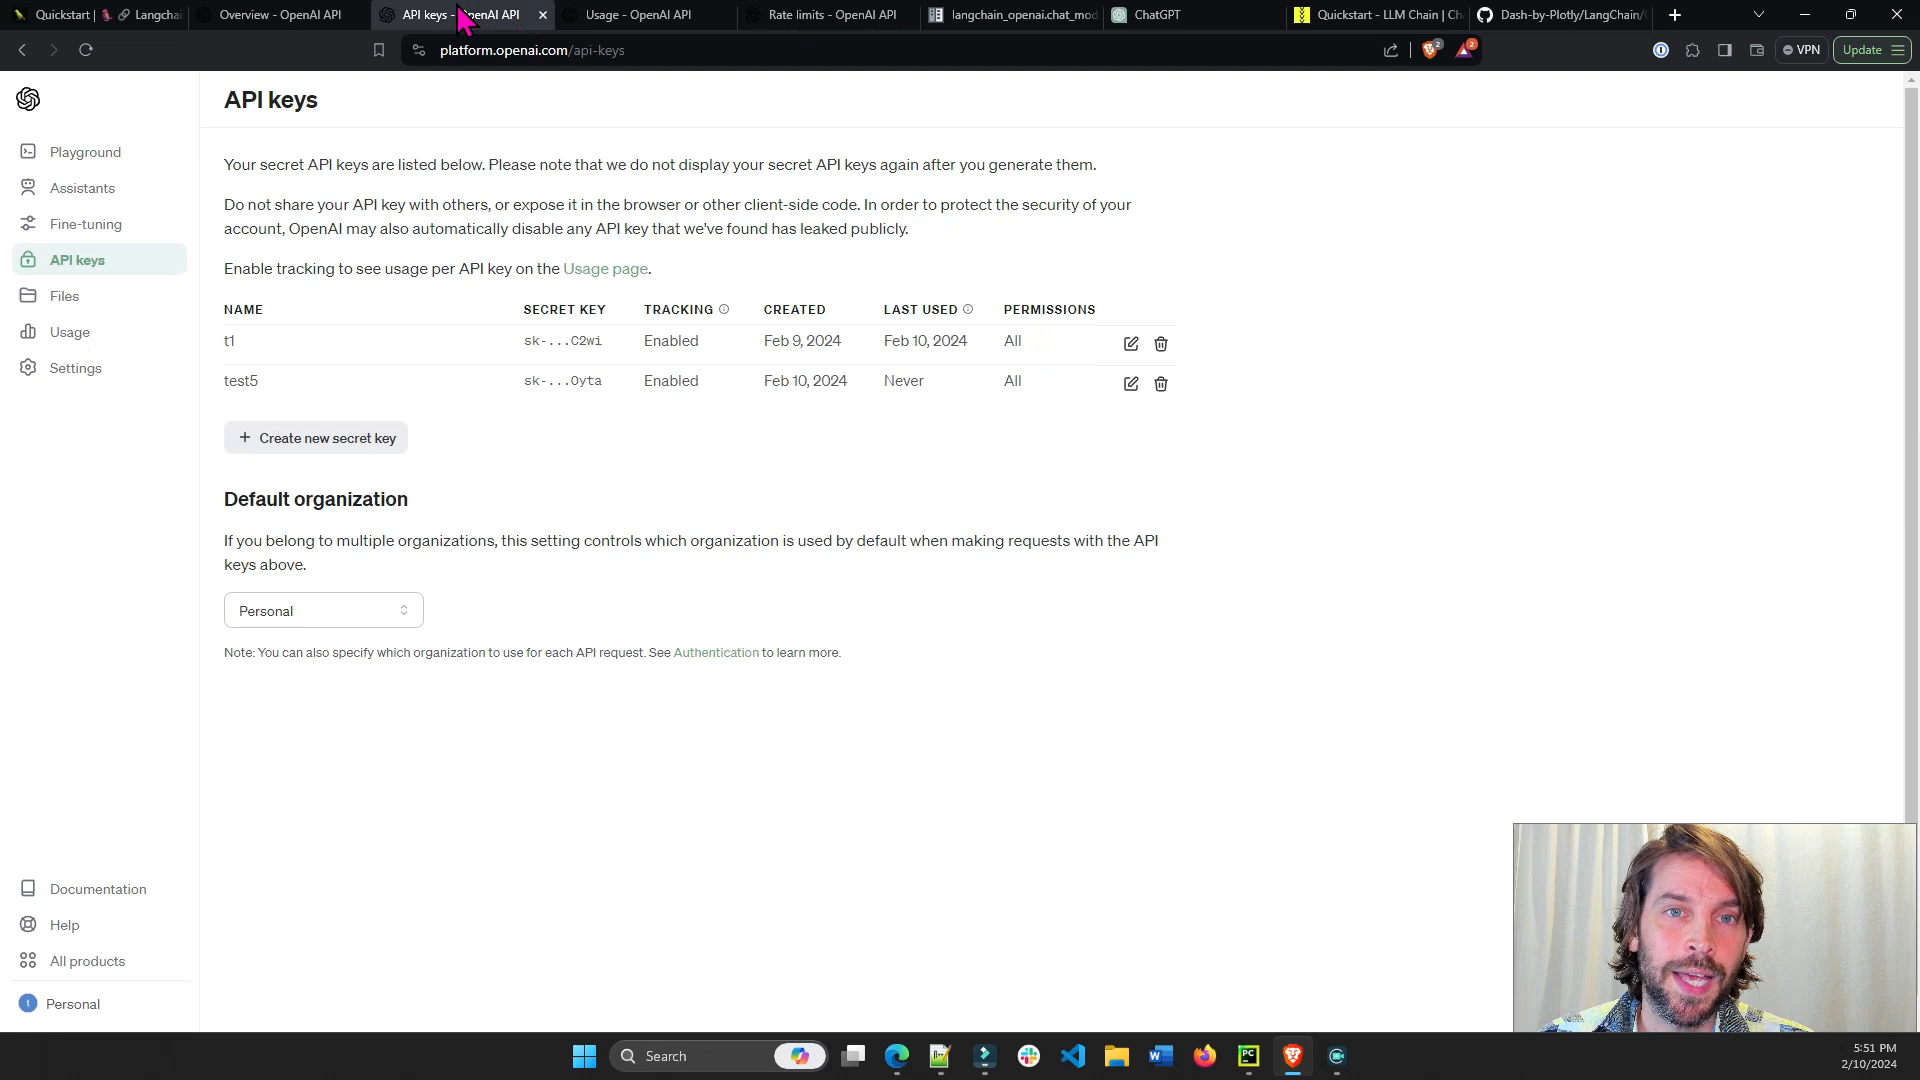 Quickstart | Langchai
Overview - OpenAI API
API keys - OpenAI API
Usage - OpenAI API
Rate limits - OpenAI API
langchain_openai.chat_mod
ChatGPT
Quickstart - LLM Chain | Ch
Dash-by-Plotly/LangChain/
platform.openai.com/api-keys
2
2
VPN
Update
API keys
Playground
Assistants
Fine-tuning
API keys
Files
Usage
Settings
Your secret API keys are listed below. Please note that we do not display your secret API keys again after you generate them.
Do not share your API key with others, or expose it in the browser or other client-side code. In order to protect the security of your
account, OpenAI may also automatically disable any API key that we've found has leaked publicly.
Enable tracking to see usage per API key on the Usage page.
NAME SECRET KEY TRACKING CREATED LAST USED PERMISSIONS
t1 sk-...C2wi Enabled Feb 9, 2024 Feb 10, 2024 All
test5 sk-...Oyta Enabled Feb 10, 2024 Never All
+ Create new secret key
Default organization
If you belong to multiple organizations, this setting controls which organization is used by default when making requests with the API
keys above.
Personal
Note: You can also specify which organization to use for each API request. See Authentication to learn more.
Documentation
Help
All products
t Personal
Search
PC
5:51 PM
2/10/2024